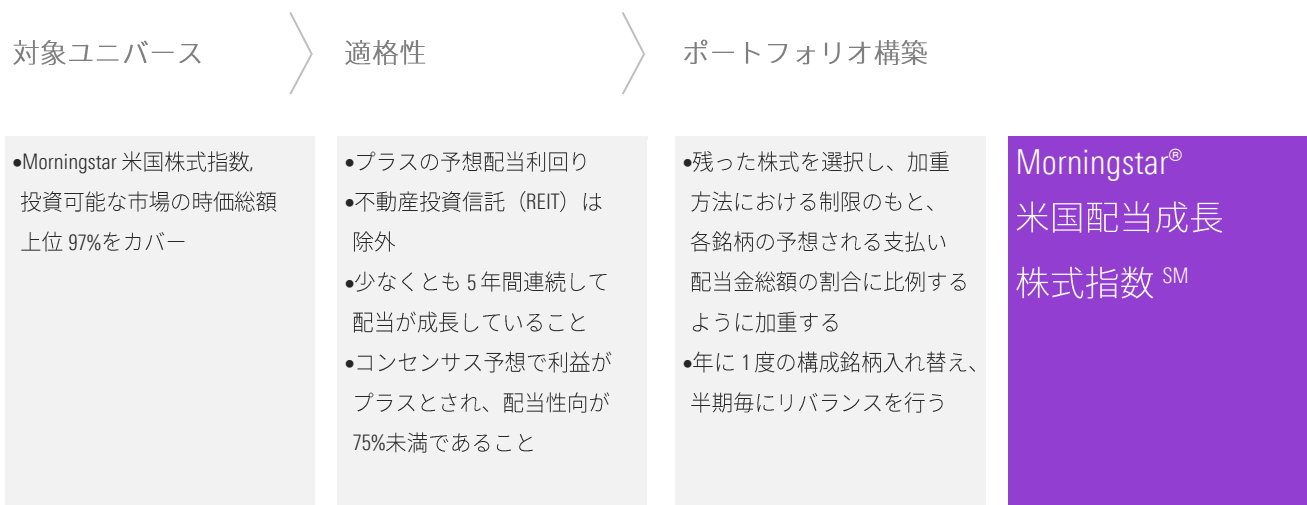 対象ユニバース
適格性
ポートフォリオ構築
•Morningstar 米国株式指数,
投資可能な市場の時価総額
上位 97%をカバー
•プラスの予想配当利回り
•不動産投資信託（REIT）は
除外
•少なくとも 5 年間連続して
配当が成長していること
•コンセンサス予想で利益が
プラスとされ、配当性向が
75%未満であること
•残った株式を選択し、加重
方法における制限のもと、
各銘柄の予想される支払い
配当金総額の割合に比例する
ように加重する
•年に 1 度の構成銘柄入れ替え、
半期毎にリバランスを行う
Morningstar®
米国配当成長
株式指数 SM